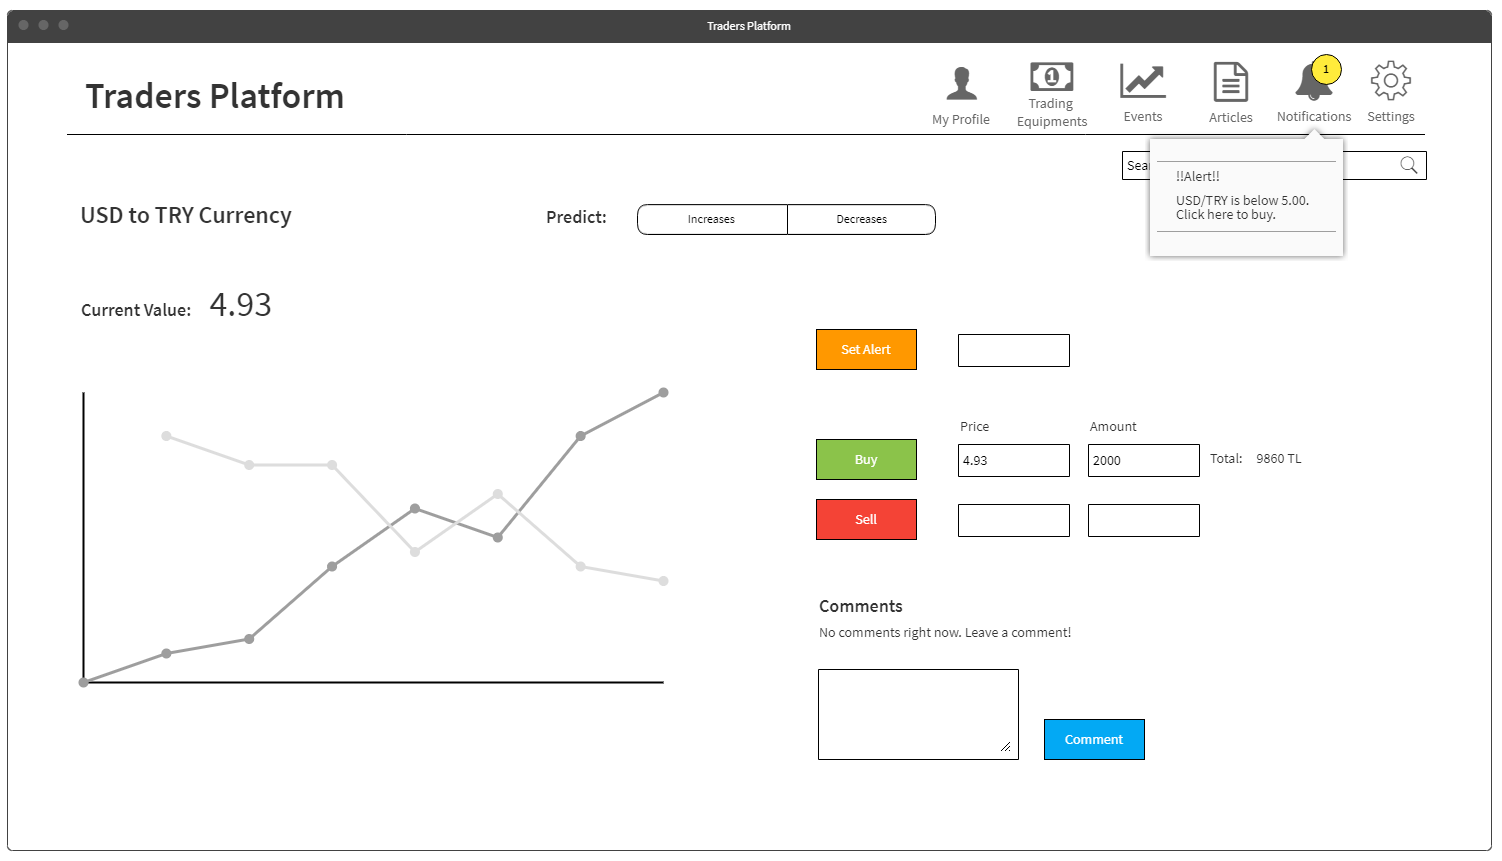 Traders Platform
Traders Platform
My Profile
Trading
Equipments
Events
Articles
1
Notifications
Settings
!!Alert!!
USD/TRY is below 5.00.
Click here to buy.
USD to TRY Currency
Predict:
Increases
Decreases
Current Value:
4.93
Set Alert
Price
Amount
Buy
4.93
2000
Total:
9860 TL
Sell
Comments
No comments right now. Leave a comment!
Comment